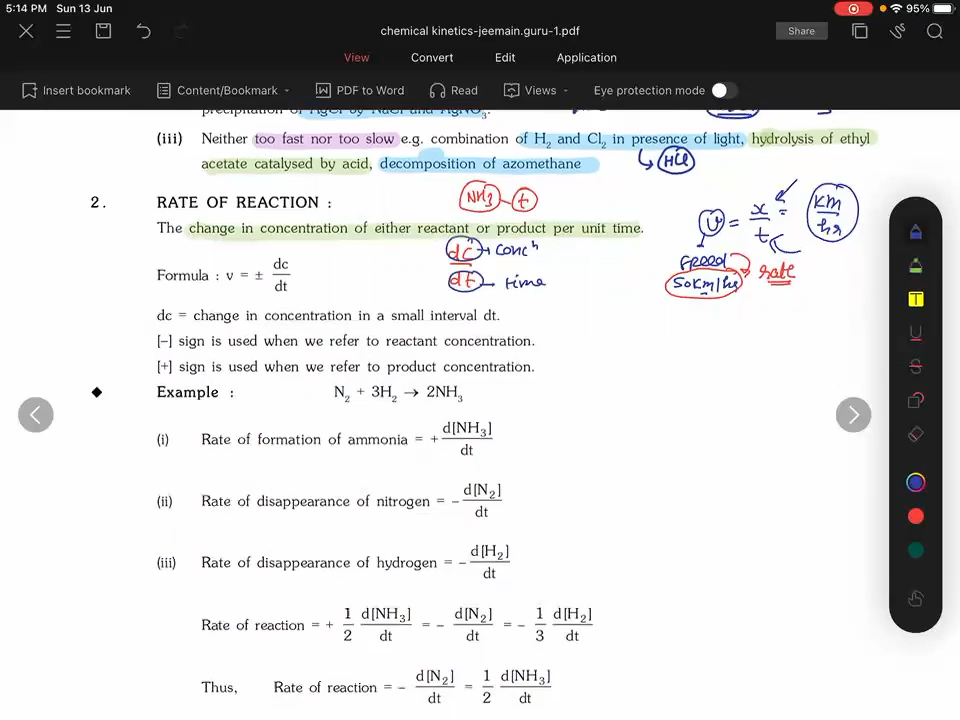 5:14 PM Sun 13 Jun 95%
chemical kinetics-jeemain.guru-1.pdf
Share
View Convert Edit Application
Insert bookmark Content/Bookmark PDF to Word Read Views Eye protection mode
precipitation of AgCl by NaCl and AgNO₃.
(iii) Neither too fast nor too slow e.g. combination of H₂ and Cl₂ in presence of light, hydrolysis of ethyl
acetate catalysed by acid, decomposition of azomethane
HCl
2. RATE OF REACTION :
NH3 t
The change in concentration of either reactant or product per unit time.
v = x/t = km/hr
speed
50km/hr
rate
dc → concⁿ
dt → time
Formula : v = ± dc/dt
dc = change in concentration in a small interval dt.
[–] sign is used when we refer to reactant concentration.
[+] sign is used when we refer to product concentration.
◆ Example : N₂ + 3H₂ → 2NH₃
(i) Rate of formation of ammonia = + d[NH₃]/dt
(ii) Rate of disappearance of nitrogen = – d[N₂]/dt
(iii) Rate of disappearance of hydrogen = – d[H₂]/dt
Rate of reaction = + 1/2 d[NH₃]/dt = – d[N₂]/dt = – 1/3 d[H₂]/dt
Thus, Rate of reaction = – d[N₂]/dt = 1/2 d[NH₃]/dt